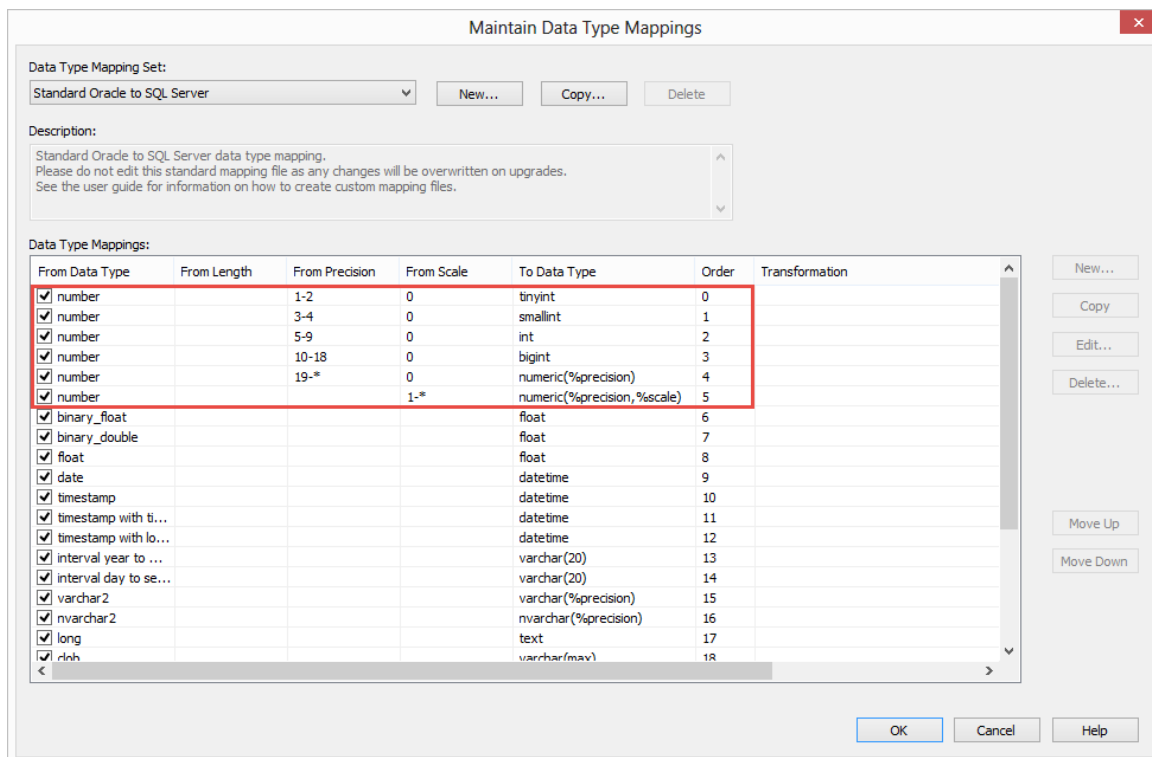 Maintain Data Type Mappings
Data Type Mapping Set:
Standard Oracle to SQL Server New... Copy... Delete
Description:
Standard Oracle to SQL Server data type mapping.
Please do not edit this standard mapping file as any changes will be overwritten on upgrades.
See the user guide for information on how to create custom mapping files.
Data Type Mappings:
From Data Type From Length From Precision From Scale To Data Type Order Transformation New...
number 1-2 0 tinyint 0
number 3-4 0 smallint 1 Copy
number 5-9 0 int 2
number 10-18 0 bigint 3 Edit...
number 19-* 0 numeric(%precision) 4 Delete...
number 1-* numeric(%precision,%scale) 5
binary_float float 6
binary_double float 7
float float 8
date datetime 9
timestamp datetime 10
timestamp with ti... datetime 11 Move Up
timestamp with lo... datetime 12
interval year to ... varchar(20) 13 Move Down
interval day to se... varchar(20) 14
varchar2 varchar(%precision) 15
nvarchar2 nvarchar(%precision) 16
long text 17
clob varchar(max) 18
OK Cancel Help